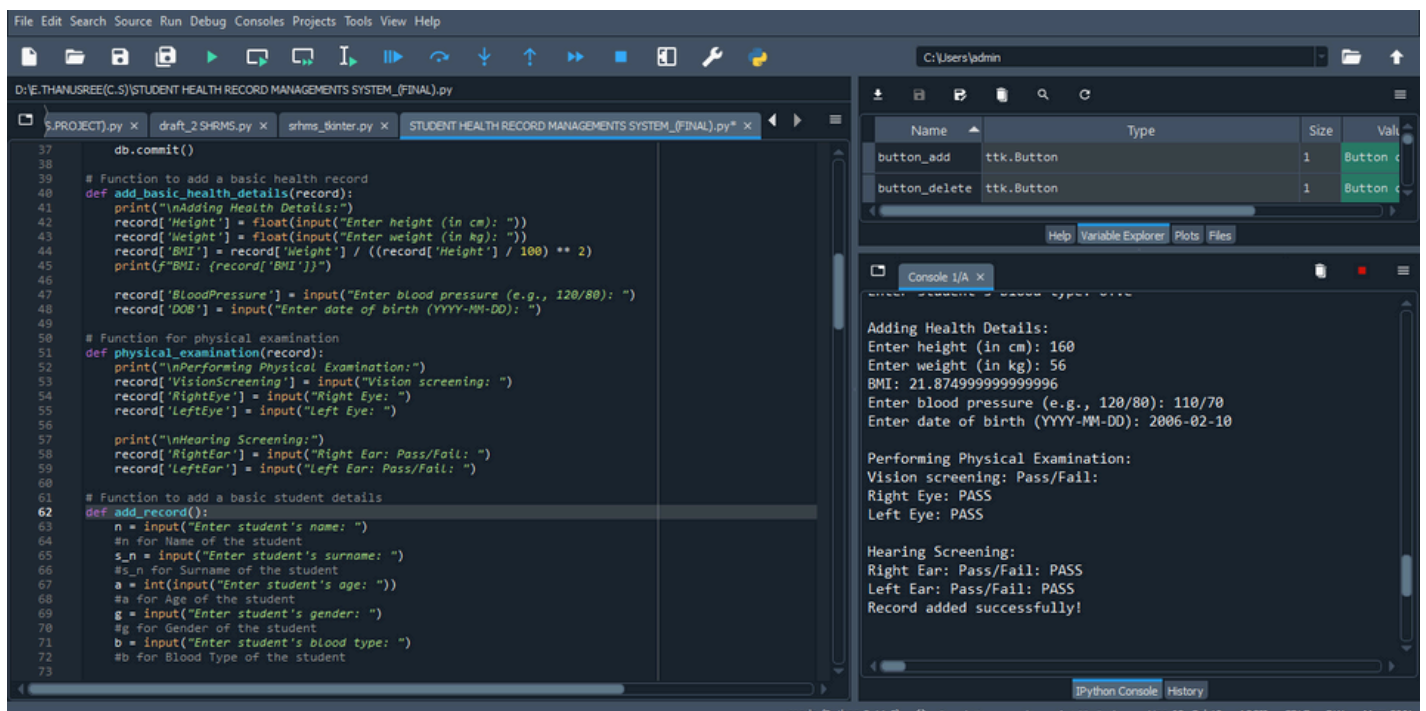 File Edit Search Source Run Debug Consoles Projects Tools View Help
C:\Users\admin
D:\E.THANUSREE(C.S)\STUDENT HEALTH RECORD MANAGEMENTS SYSTEM_(FINAL).py
S.PROJECT).py × draft_2 SHRMS.py × srhms_tkinter.py × STUDENT HEALTH RECORD MANAGEMENTS SYSTEM_(FINAL).py* ×
37 db.commit()
38
39 # Function to add a basic health record
40 def add_basic_health_details(record):
41 print("\nAdding Health Details:")
42 record['Height'] = float(input("Enter height (in cm): "))
43 record['Weight'] = float(input("Enter weight (in kg): "))
44 record['BMI'] = record['Weight'] / ((record['Height'] / 100) ** 2)
45 print(f"BMI: {record['BMI']}")
46
47 record['BloodPressure'] = input("Enter blood pressure (e.g., 120/80): ")
48 record['DOB'] = input("Enter date of birth (YYYY-MM-DD): ")
49
50 # Function for physical examination
51 def physical_examination(record):
52 print("\nPerforming Physical Examination:")
53 record['VisionScreening'] = input("Vision screening: ")
54 record['RightEye'] = input("Right Eye: ")
55 record['LeftEye'] = input("Left Eye: ")
56
57 print("\nHearing Screening:")
58 record['RightEar'] = input("Right Ear: Pass/Fail: ")
59 record['LeftEar'] = input("Left Ear: Pass/Fail: ")
60
61 # Function to add a basic student details
62 def add_record():
63 n = input("Enter student's name: ")
64 #n for Name of the student
65 s_n = input("Enter student's surname: ")
66 #s_n for Surname of the student
67 a = int(input("Enter student's age: "))
68 #a for Age of the student
69 g = input("Enter student's gender: ")
70 #g for Gender of the student
71 b = input("Enter student's blood type: ")
72 #b for Blood Type of the student
73
Name Type Size Valu
button_add ttk.Button 1 Button
button_delete ttk.Button 1 Button
Help Variable Explorer Plots Files
Console 1/A ×
Enter student's blood type:
Adding Health Details:
Enter height (in cm): 160
Enter weight (in kg): 56
BMI: 21.874999999999996
Enter blood pressure (e.g., 120/80): 110/70
Enter date of birth (YYYY-MM-DD): 2006-02-10
Performing Physical Examination:
Vision screening: Pass/Fail:
Right Eye: PASS
Left Eye: PASS
Hearing Screening:
Right Ear: Pass/Fail: PASS
Left Ear: Pass/Fail: PASS
Record added successfully!
IPython Console History